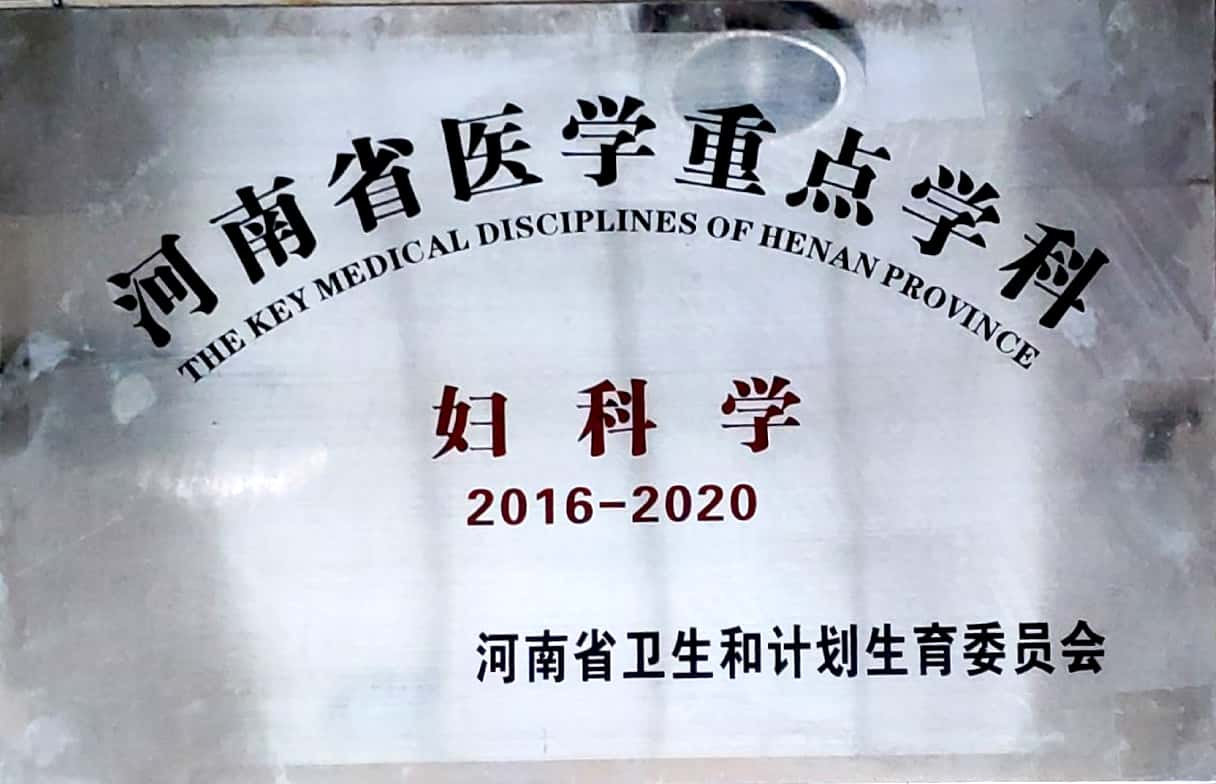 河南省医学重点学科
THE KEY MEDICAL DISCIPLINES OF HENAN PROVINCE
妇科学
2016-2020
河南省卫生和计划生育委员会